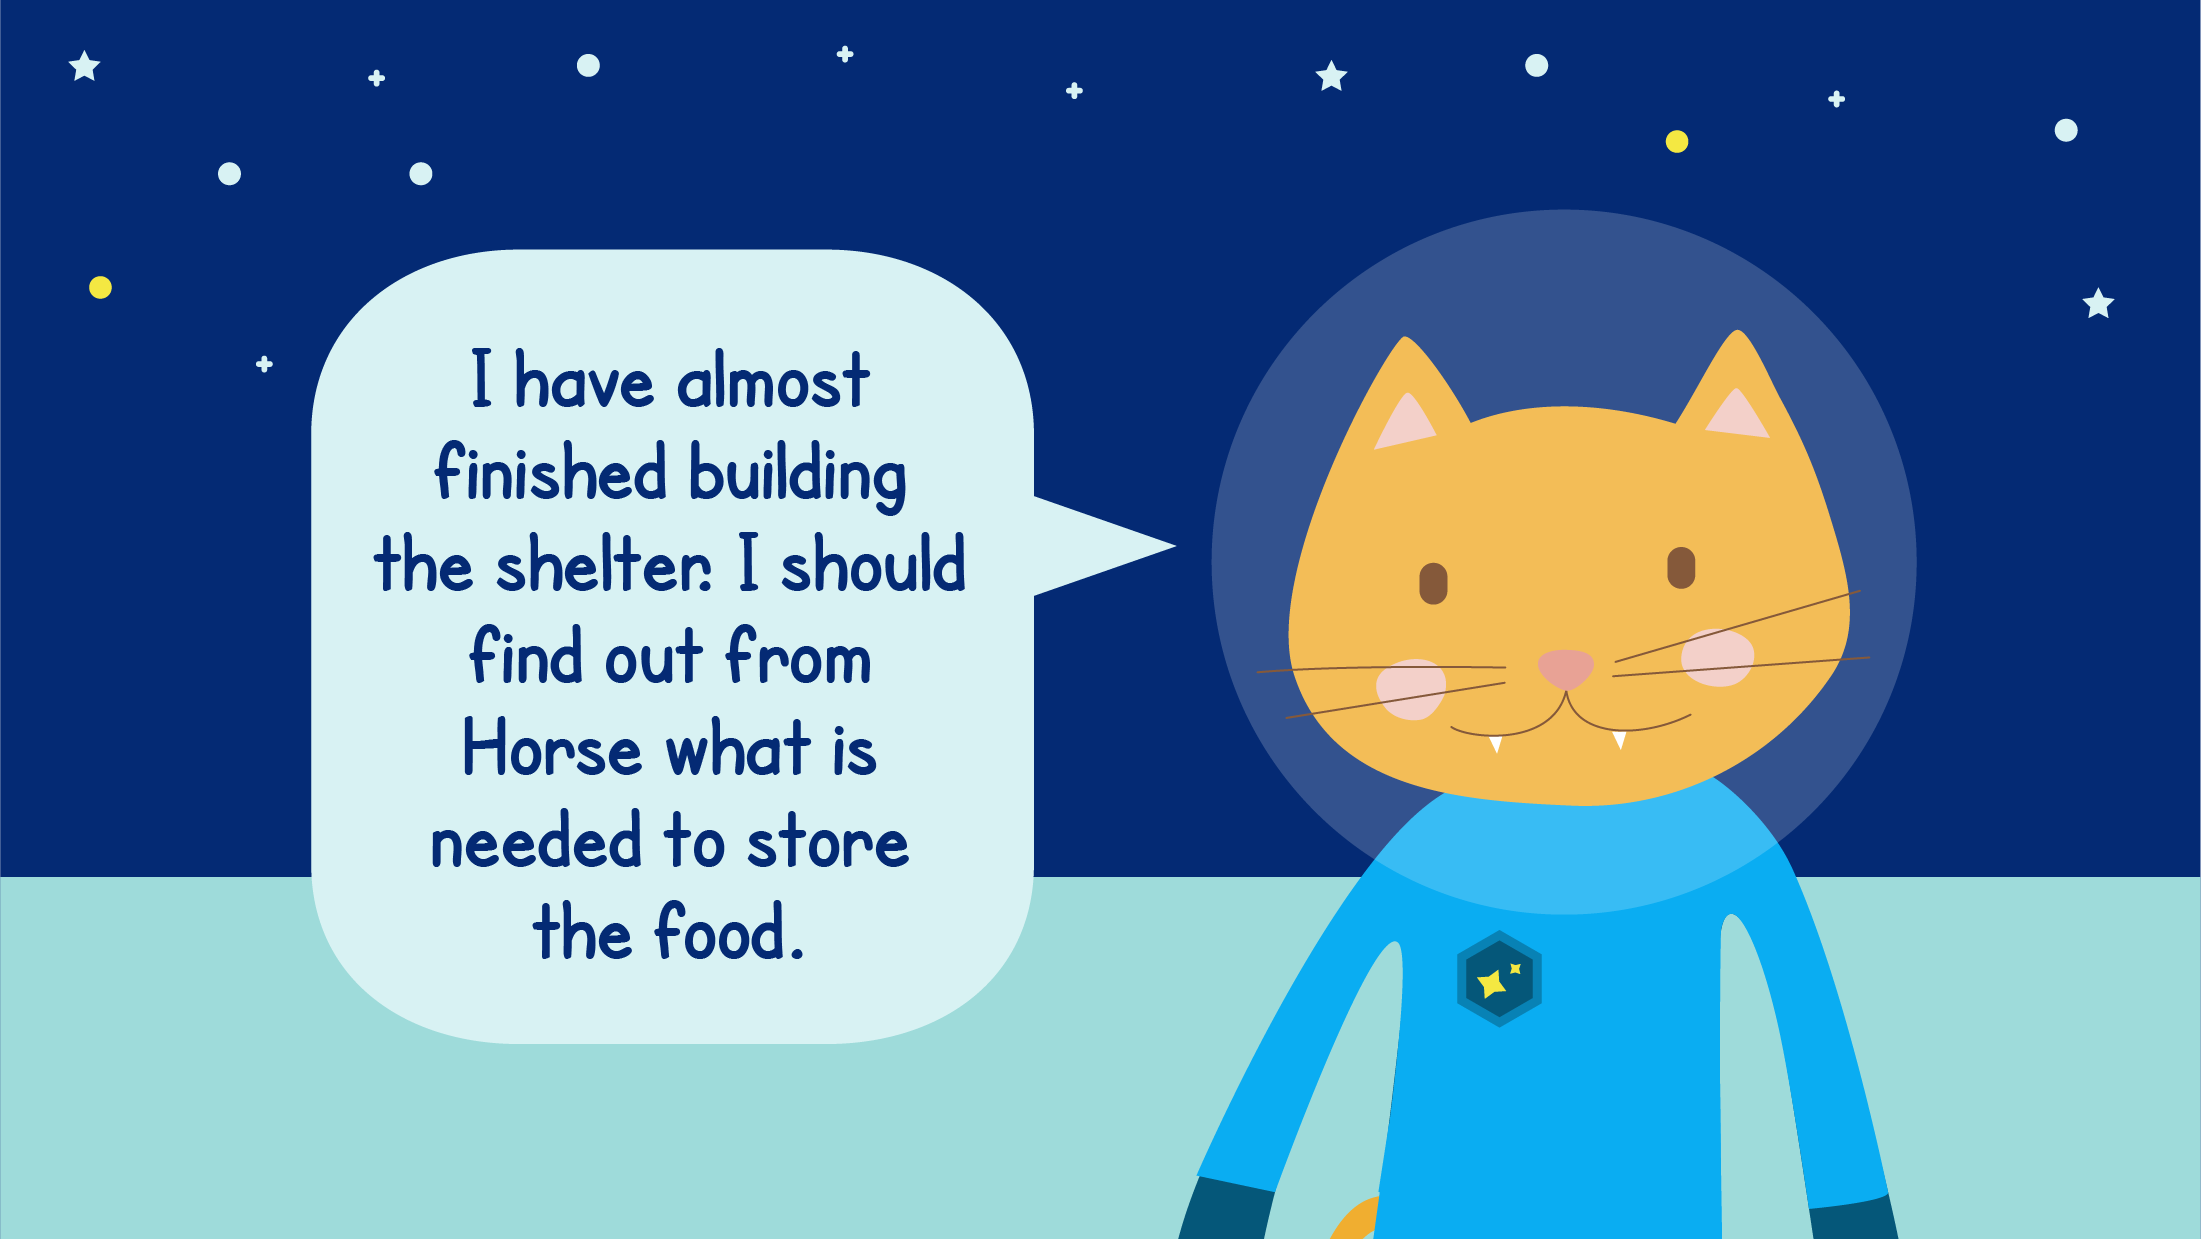 I have almost
finished building
the shelter. I should
find out from
Horse what is
needed to store
the food.